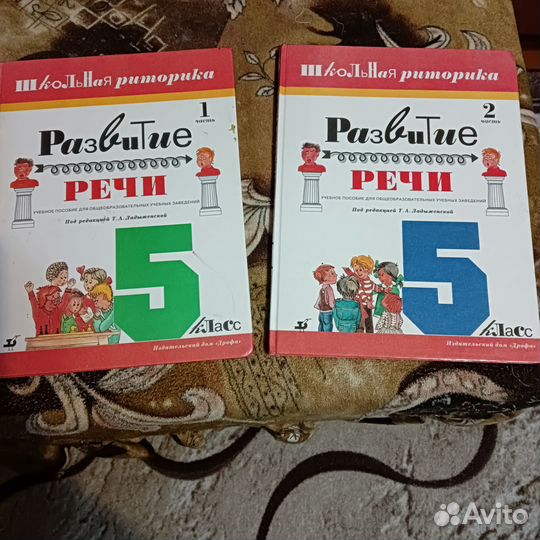 Школьная риторика
1
часть
Развитие
РЕЧИ
УЧЕБНОЕ ПОСОБИЕ ДЛЯ ОБЩЕОБРАЗОВАТЕЛЬНЫХ УЧЕБНЫХ ЗАВЕДЕНИЙ
Под редакцией Т.А.Ладыженской
5
класс
Издательский дом «Дрофа»
Школьная риторика
2
часть
Развитие
РЕЧИ
УЧЕБНОЕ ПОСОБИЕ ДЛЯ ОБЩЕОБРАЗОВАТЕЛЬНЫХ УЧЕБНЫХ ЗАВЕДЕНИЙ
Под редакцией Т.А.Ладыженской
5
класс
Издательский дом «Дрофа»
Avito